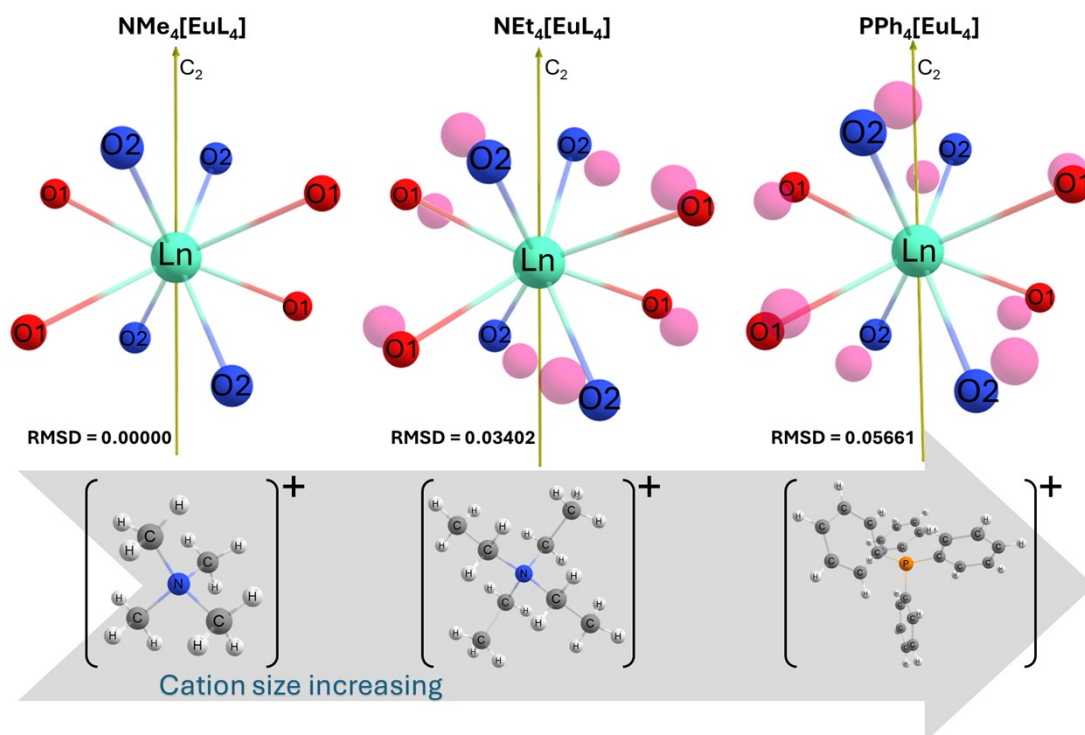 NMe₄[EuL₄]
NEt₄[EuL₄]
PPh₄[EuL₄]
C₂
C₂
C₂
O2
O2
O1
O1
Ln
O1
O1
O2
O2
O2
O2
O1
O1
Ln
O1
O1
O2
O2
O2
O2
O1
O1
Ln
O1
O1
O2
O2
RMSD = 0.00000
RMSD = 0.03402
RMSD = 0.05661
+
+
+
H
C
H
H
H
C
H
N
H
H
C
H
C
H
H
H
H
C
H
H
H
C
H
H
C
H
H
C
H
N
H
C
H
C
H
H
C
H
H
C
H
H
P
Cation size increasing